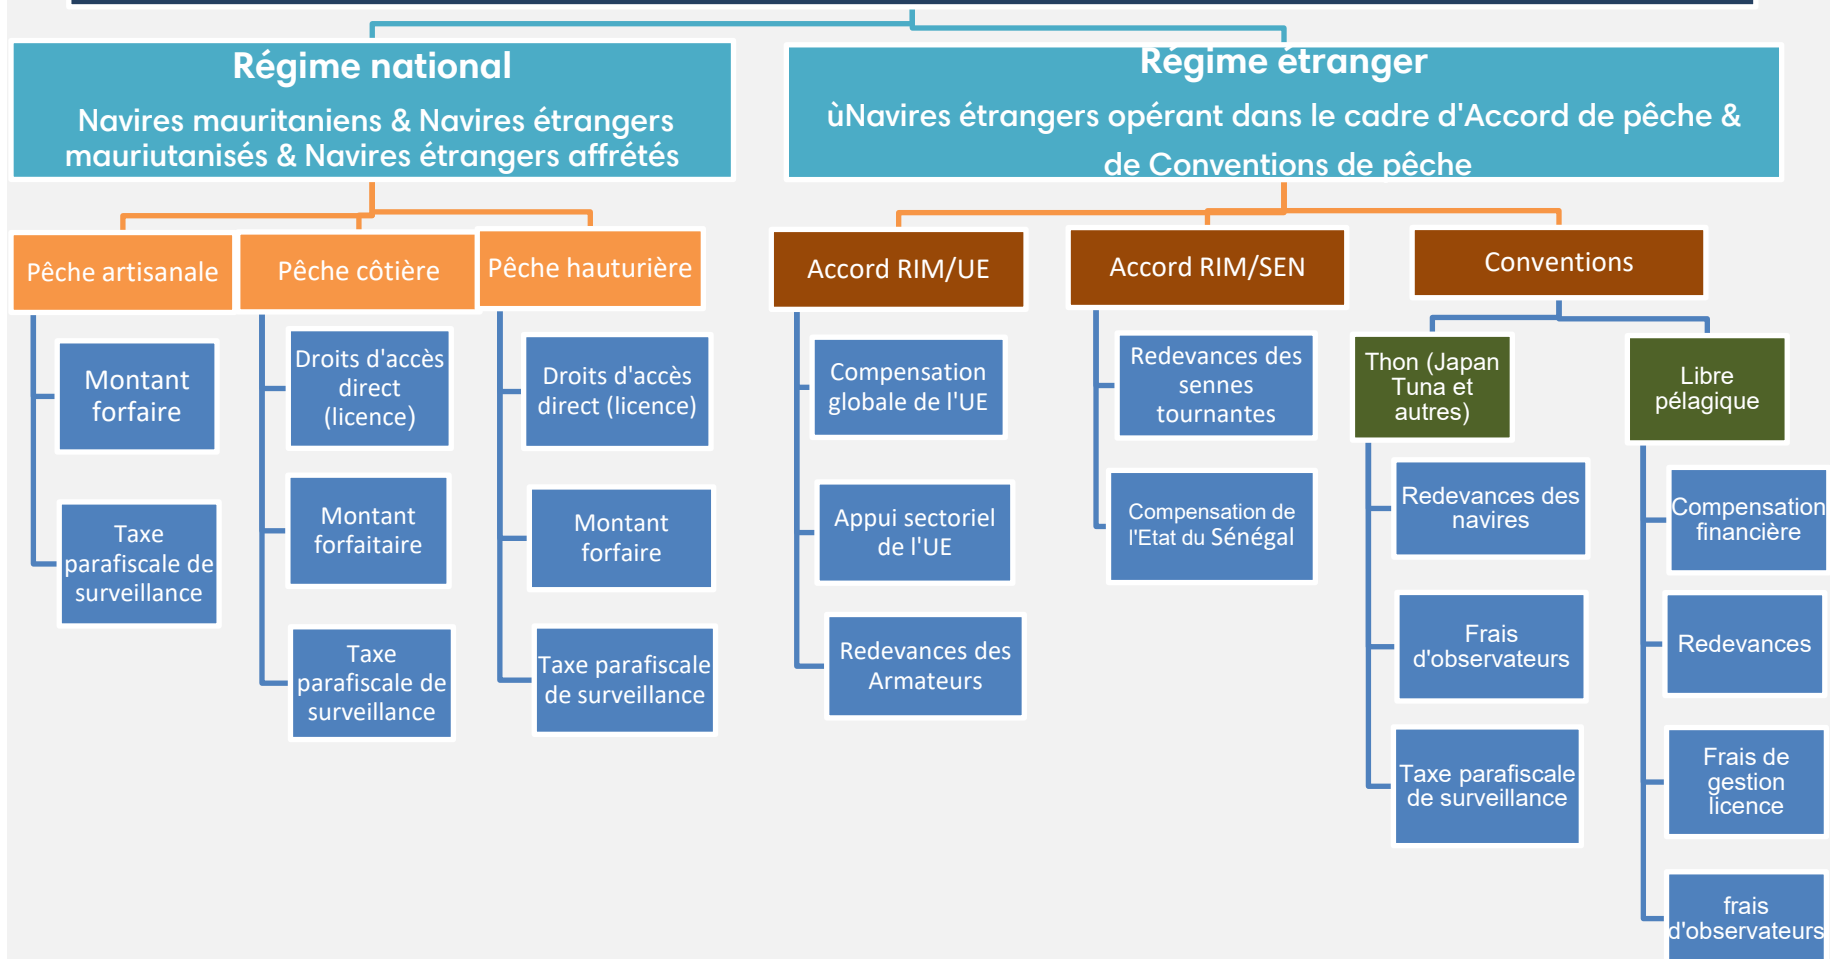 Régime national
Navires mauritaniens & Navires étrangers
mauriutanisés & Navires étrangers affrétés
Régime étranger
ùNavires étrangers opérant dans le cadre d'Accord de pêche &
de Conventions de pêche
Pêche artisanale
Montant
forfaire
Taxe
parafiscale de
surveillance
Pêche côtière
Droits d'accès
direct
(licence)
Montant
forfaitaire
Taxe
parafiscale de
surveillance
Pêche hauturière
Droits d'accès
direct (licence)
Montant
forfaire
Taxe parafiscale
de surveillance
Accord RIM/UE
Compensation
globale de l'UE
Appui sectoriel
de l'UE
Redevances des
Armateurs
Accord RIM/SEN
Redevances des
sennes
tournantes
Compensation de
l'Etat du Sénégal
Conventions
Thon (Japan
Tuna et
autres)
Redevances des
navires
Frais
d'observateurs
Taxe parafiscale
de surveillance
Libre
pélagique
Compensation
financière
Redevances
Frais de
gestion
licence
frais
d'observateurs